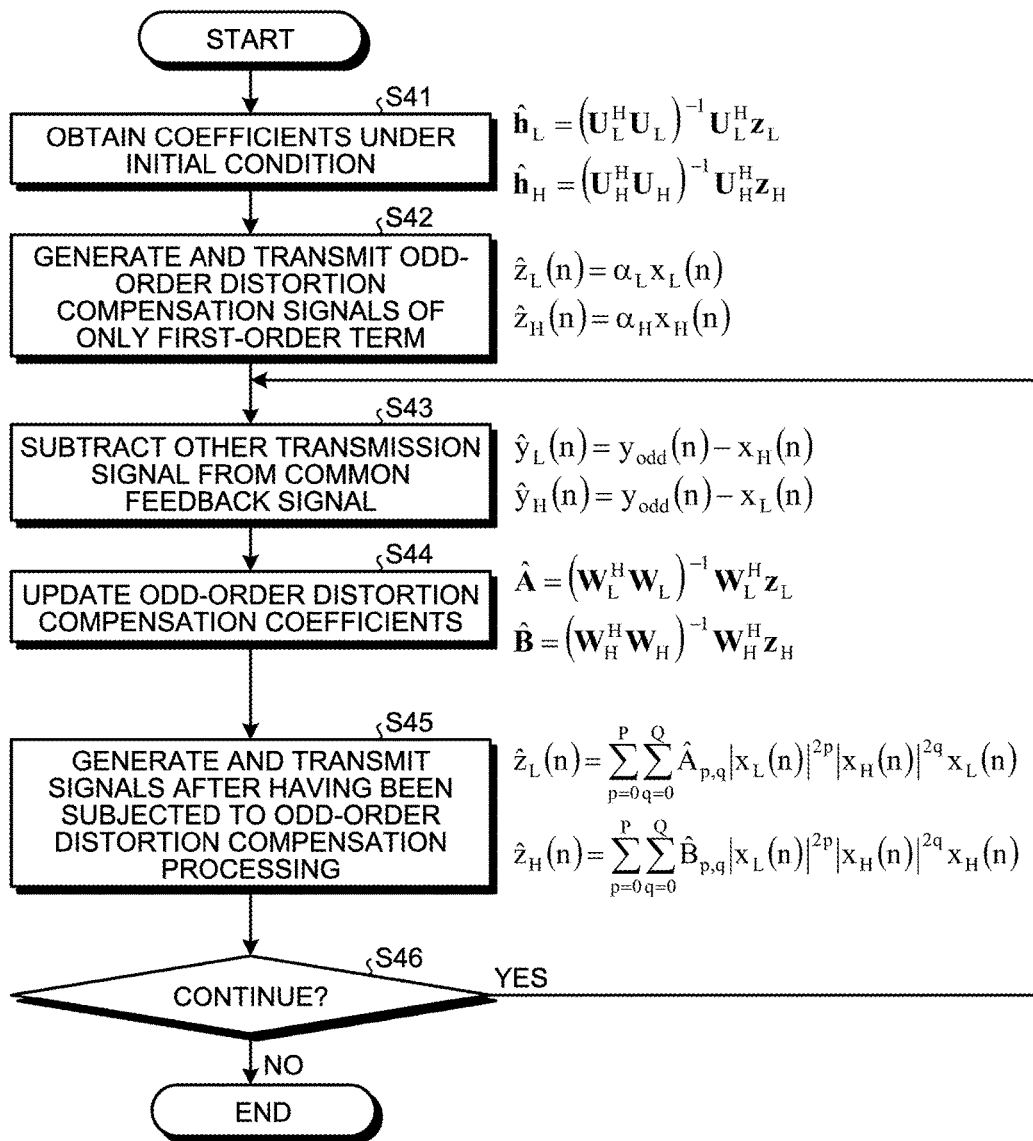 START
S41
OBTAIN COEFFICIENTS UNDER
INITIAL CONDITION
ĥ_L = (U_L^H U_L)^{-1} U_L^H z_L
ĥ_H = (U_H^H U_H)^{-1} U_H^H z_H
S42
GENERATE AND TRANSMIT ODD-
ORDER DISTORTION
COMPENSATION SIGNALS OF
ONLY FIRST-ORDER TERM
ẑ_L(n) = α_L x_L(n)
ẑ_H(n) = α_H x_H(n)
S43
SUBTRACT OTHER TRANSMISSION
SIGNAL FROM COMMON
FEEDBACK SIGNAL
ŷ_L(n) = y_odd(n) − x_H(n)
ŷ_H(n) = y_odd(n) − x_L(n)
S44
UPDATE ODD-ORDER DISTORTION
COMPENSATION COEFFICIENTS
Â = (W_L^H W_L)^{-1} W_L^H z_L
B̂ = (W_H^H W_H)^{-1} W_H^H z_H
S45
GENERATE AND TRANSMIT
SIGNALS AFTER HAVING BEEN
SUBJECTED TO ODD-ORDER
DISTORTION COMPENSATION
PROCESSING
ẑ_L(n) = ∑_{p=0}^{P} ∑_{q=0}^{Q} Â_{p,q} |x_L(n)|^{2p} |x_H(n)|^{2q} x_L(n)
ẑ_H(n) = ∑_{p=0}^{P} ∑_{q=0}^{Q} B̂_{p,q} |x_L(n)|^{2p} |x_H(n)|^{2q} x_H(n)
S46
CONTINUE?
YES
NO
END